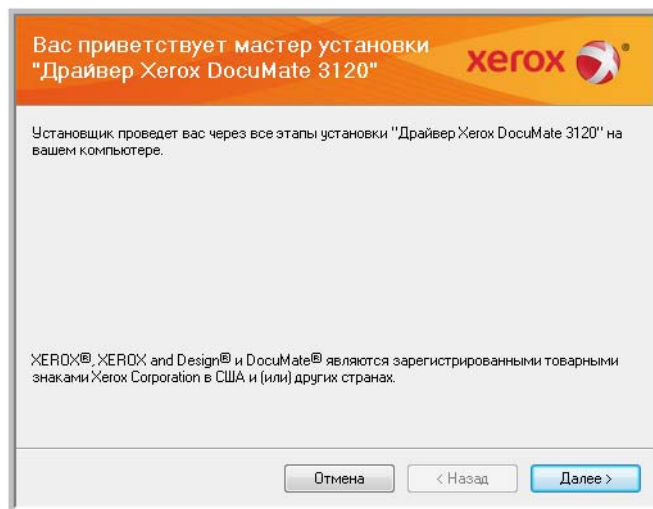 Вас приветствует мастер установки
"Драйвер Xerox DocuMate 3120"
xerox
Установщик проведет вас через все этапы установки "Драйвер Xerox DocuMate 3120" на
вашем компьютере.
XEROX®, XEROX and Design® и DocuMate® являются зарегистрированными товарными
знаками Xerox Corporation в США и (или) других странах.
Отмена
< Назад
Далее >